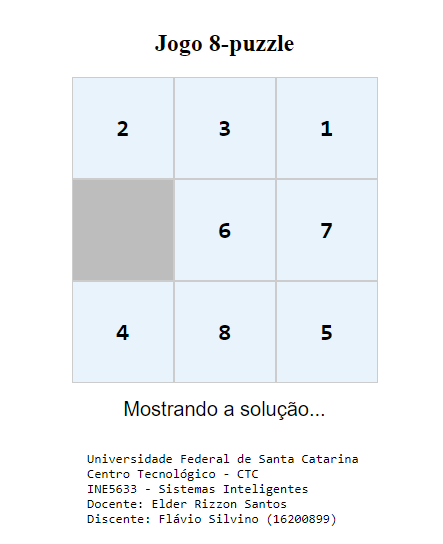 Jogo 8-puzzle
2 3 1
6 7
4 8 5
Mostrando a solução...
Universidade Federal de Santa Catarina
Centro Tecnológico - CTC
INE5633 - Sistemas Inteligentes
Docente: Elder Rizzon Santos
Discente: Flávio Silvino (16200899)